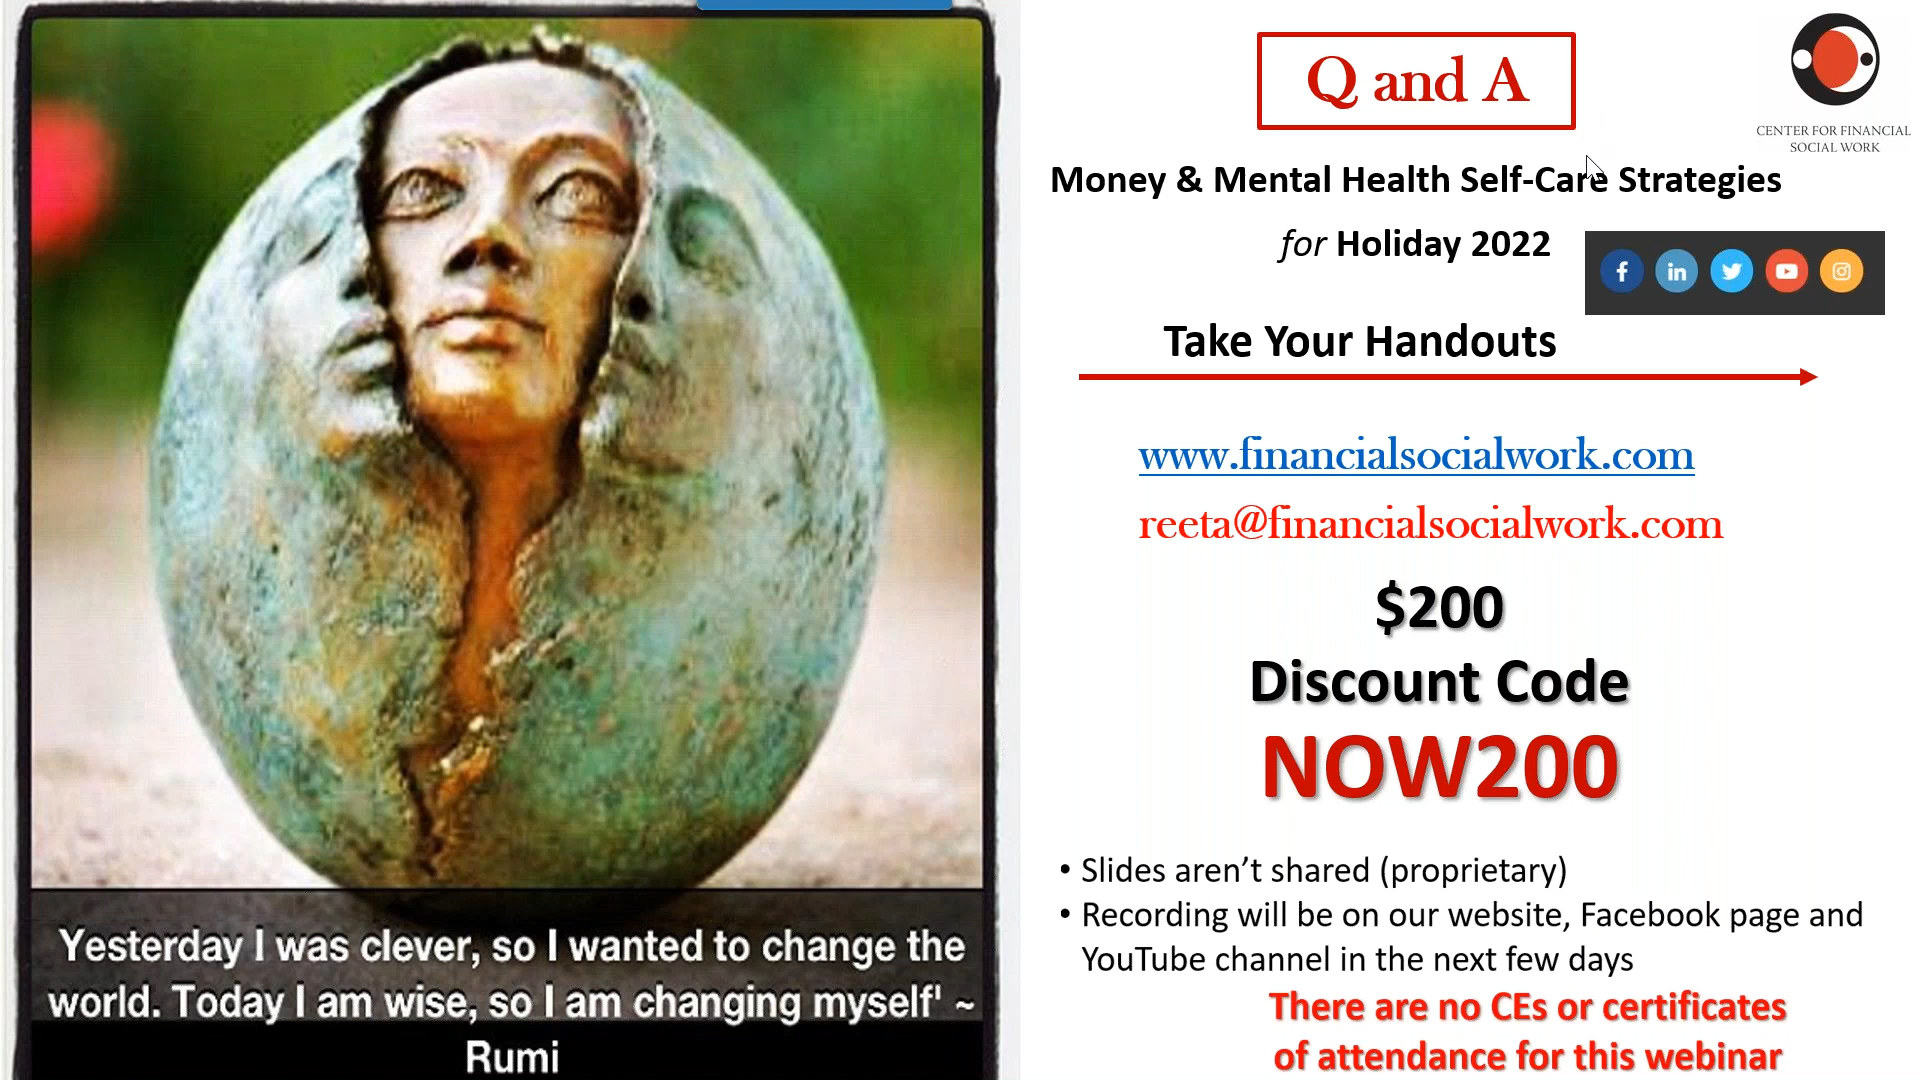 Yesterday I was clever, so I wanted to change the
world. Today I am wise, so I am changing myself' ~
Rumi
Q and A
CENTER FOR FINANCIAL
SOCIAL WORK
Money & Mental Health Self-Care Strategies
for Holiday 2022
Take Your Handouts
www.financialsocialwork.com
reeta@financialsocialwork.com
$200
Discount Code
NOW200
• Slides aren’t shared (proprietary)
• Recording will be on our website, Facebook page and
YouTube channel in the next few days
There are no CEs or certificates
of attendance for this webinar